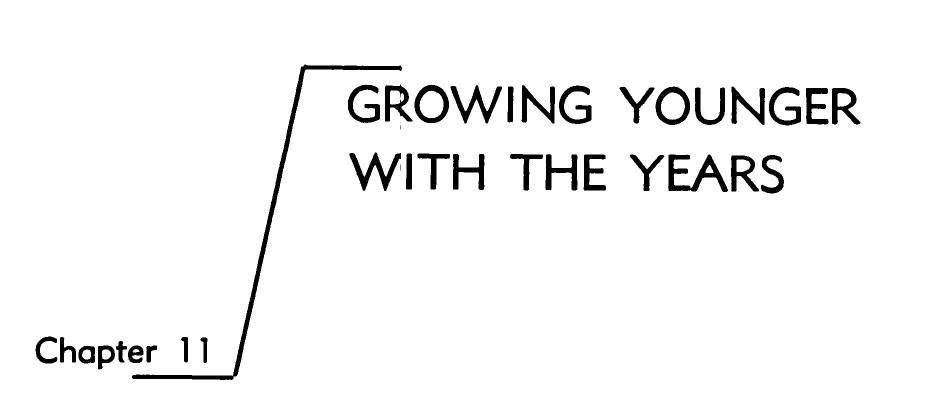 GROWING YOUNGER
WITH THE YEARS
Chapter 11